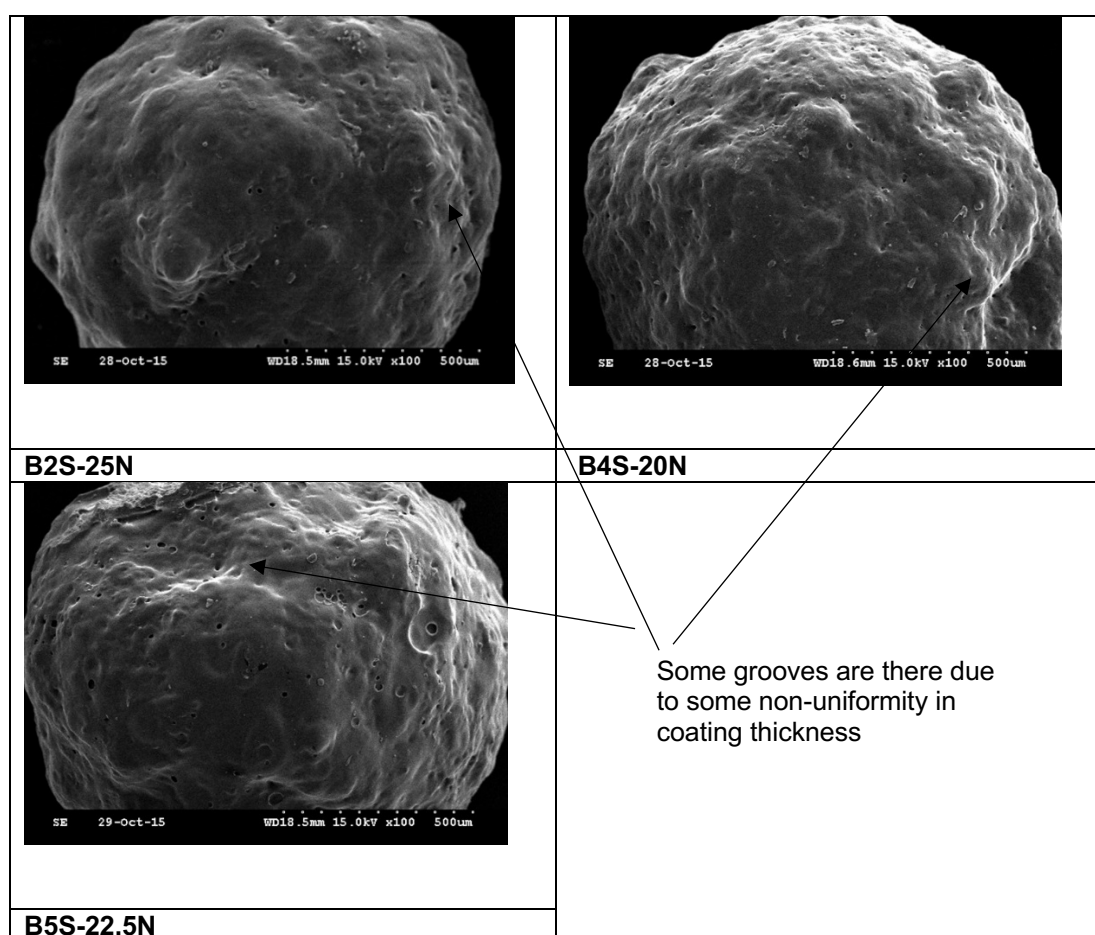 SE 28-Oct-15 WD18.5mm 15.0kV x100 500um
SE 28-Oct-15 WD18.6mm 15.0kV x100 500um
B2S-25N
B4S-20N
SE 29-Oct-15 WD18.5mm 15.0kV x100 500um
Some grooves are there due
to some non-uniformity in
coating thickness
B5S-22.5N